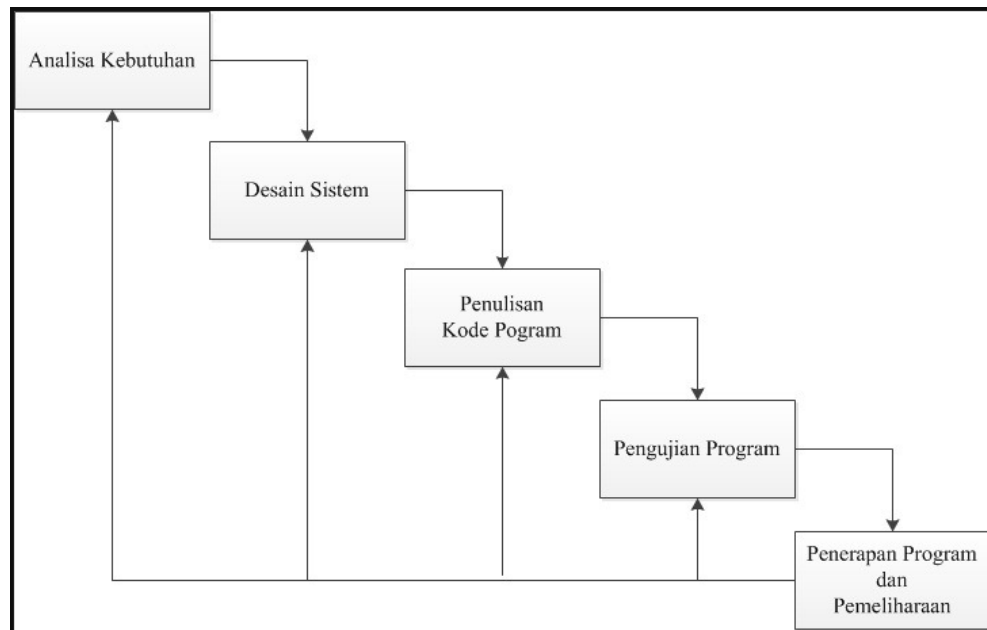 Analisa Kebutuhan
Desain Sistem
Penulisan
Kode Pogram
Pengujian Program
Penerapan Program
dan
Pemeliharaan